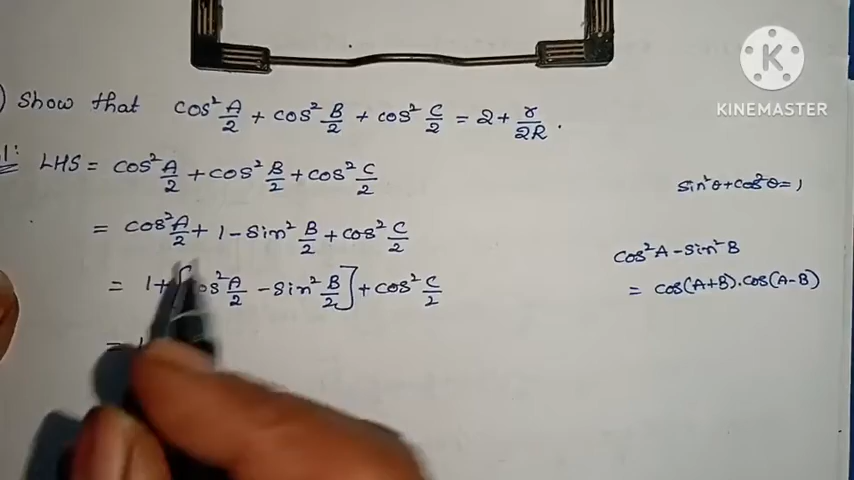 ) Show that cos² A/2 + cos² B/2 + cos² C/2 = 2 + r/2R.
LHS = cos² A/2 + cos² B/2 + cos² C/2
= cos² A/2 + 1 - sin² B/2 + cos² C/2
= 1 + [cos² A/2 - sin² B/2] + cos² C/2
=
sin²θ + cos²θ = 1
cos²A - sin²B
= cos(A+B).cos(A-B)
K
KINEMASTER